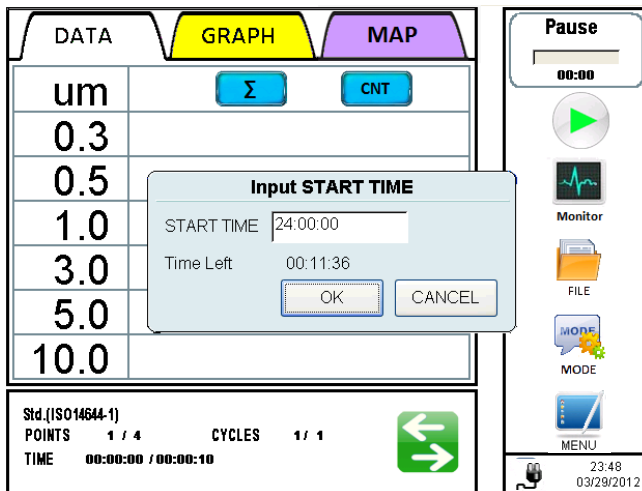 DATA
GRAPH
MAP
um
Σ
CNT
0.3
0.5
1.0
3.0
5.0
10.0
Input START TIME
START TIME 24:00:00
Time Left 00:11:36
OK CANCEL
Std.(ISO14644-1)
POINTS 1 / 4 CYCLES 1 / 1
TIME 00:00:00 / 00:00:10
Pause
00:00
Monitor
FILE
MODE
MODE
MENU
23:48
03/29/2012